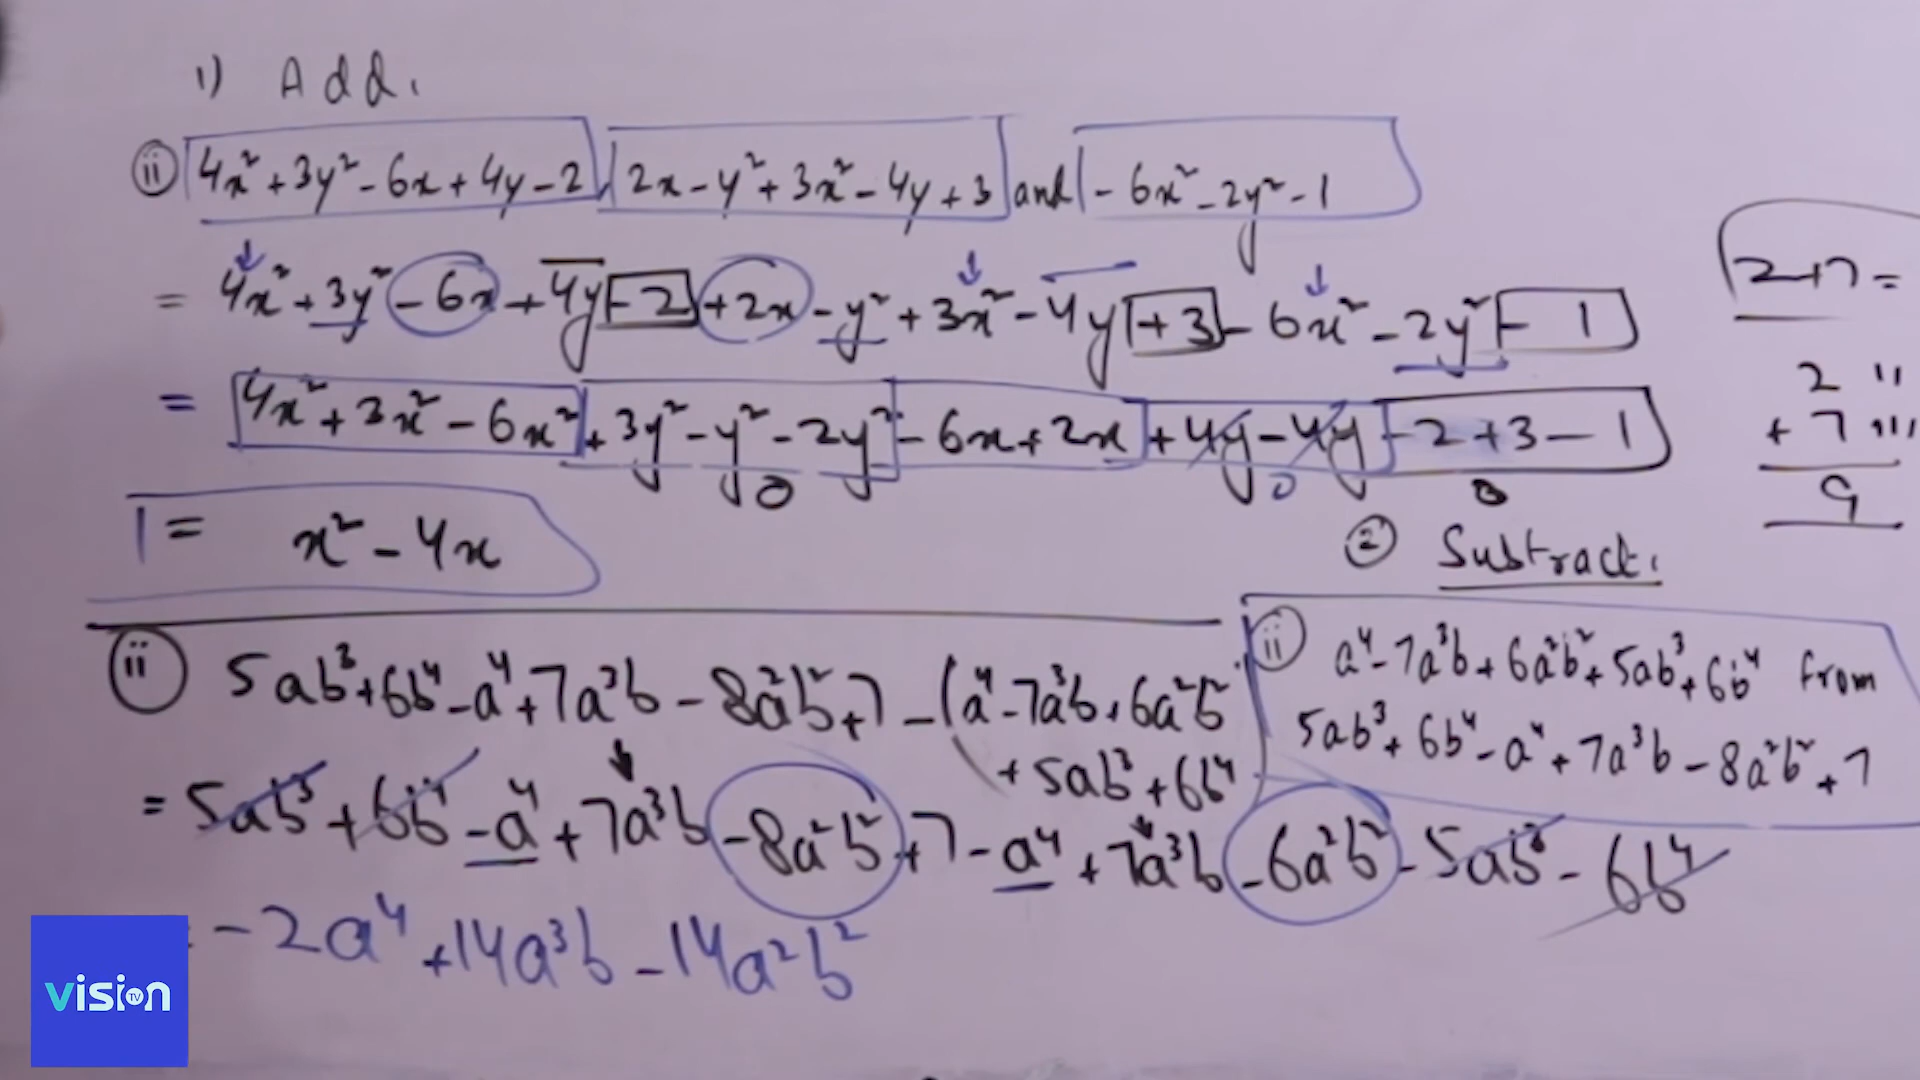 1) Add.
(ii) 4x² + 3y² - 6x + 4y - 2, 2x - y² + 3x² - 4y + 3 and - 6x² - 2y² - 1
= 4x² + 3y² - 6x + 4y - 2 + 2x - y² + 3x² - 4y + 3 - 6x² - 2y² - 1
= 4x² + 3x² - 6x² + 3y² - y² - 2y² - 6x + 2x + 4y - 4y - 2 + 3 - 1
0 0 0
= x² - 4x
2+7 =
2 "
+ 7 "'
9
② Subtract.
(ii) a⁴ - 7a³b + 6a²b² + 5ab³ + 6b⁴ from
5ab³ + 6b⁴ - a⁴ + 7a³b - 8a²b² + 7
(ii) 5ab³ + 6b⁴ - a⁴ + 7a³b - 8a²b² + 7 - (a⁴ - 7a³b + 6a²b²
+ 5ab³ + 6b⁴
= 5ab³ + 6b⁴ - a⁴ + 7a³b - 8a²b² + 7 - a⁴ + 7a³b - 6a²b² - 5ab³ - 6b⁴
= - 2a⁴ + 14a³b - 14a²b²
vision TV